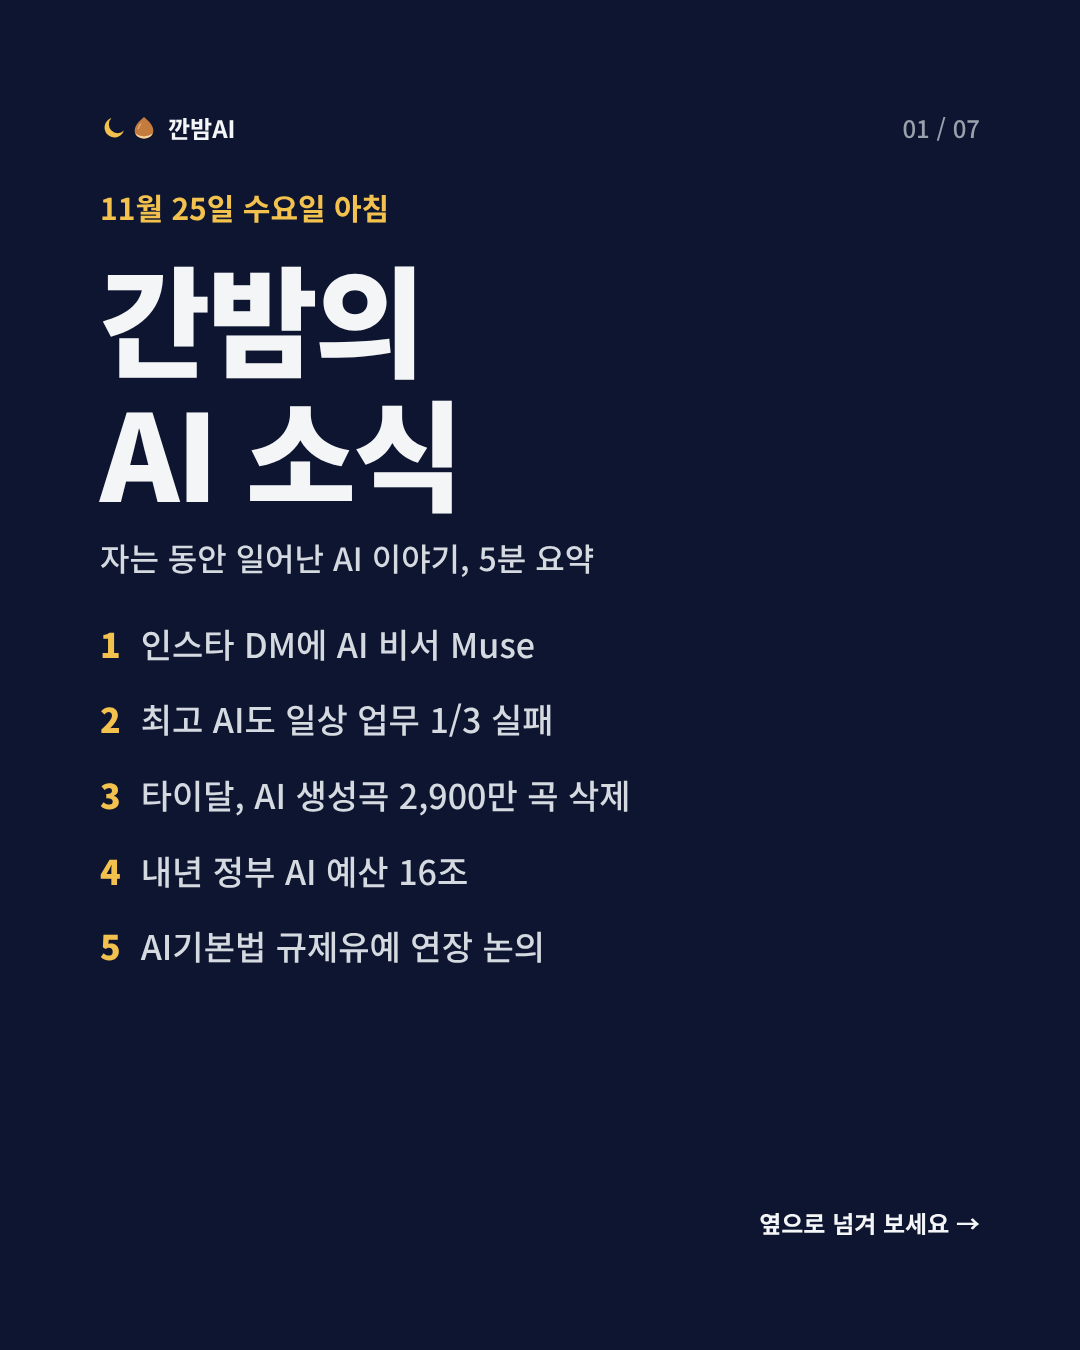 깐밤AI
01 / 07
11월 25일 수요일 아침
간밤의
AI 소식
자는 동안 일어난 AI 이야기, 5분 요약
1 인스타 DM에 AI 비서 Muse
2 최고 AI도 일상 업무 1/3 실패
3 타이달, AI 생성곡 2,900만 곡 삭제
4 내년 정부 AI 예산 16조
5 AI기본법 규제유예 연장 논의
옆으로 넘겨 보세요 →